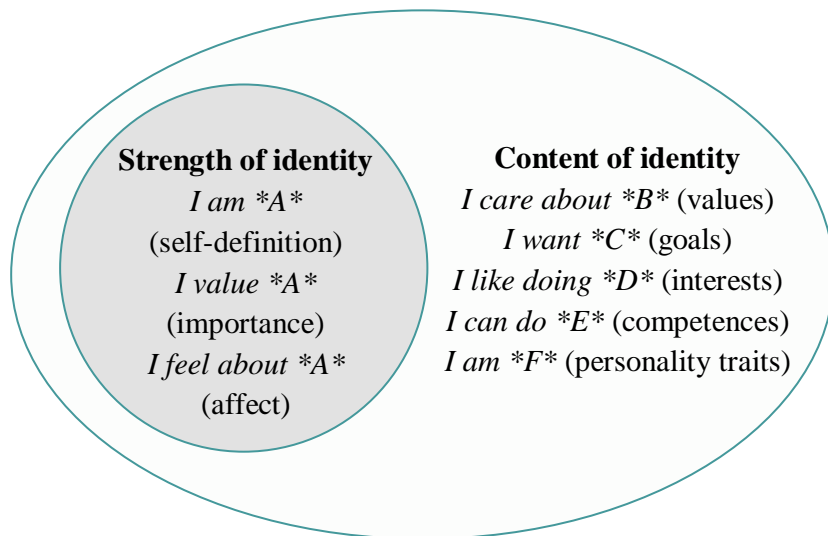 Strength of identity
I am *A*
(self-definition)
I value *A*
(importance)
I feel about *A*
(affect)
Content of identity
I care about *B* (values)
I want *C* (goals)
I like doing *D* (interests)
I can do *E* (competences)
I am *F* (personality traits)